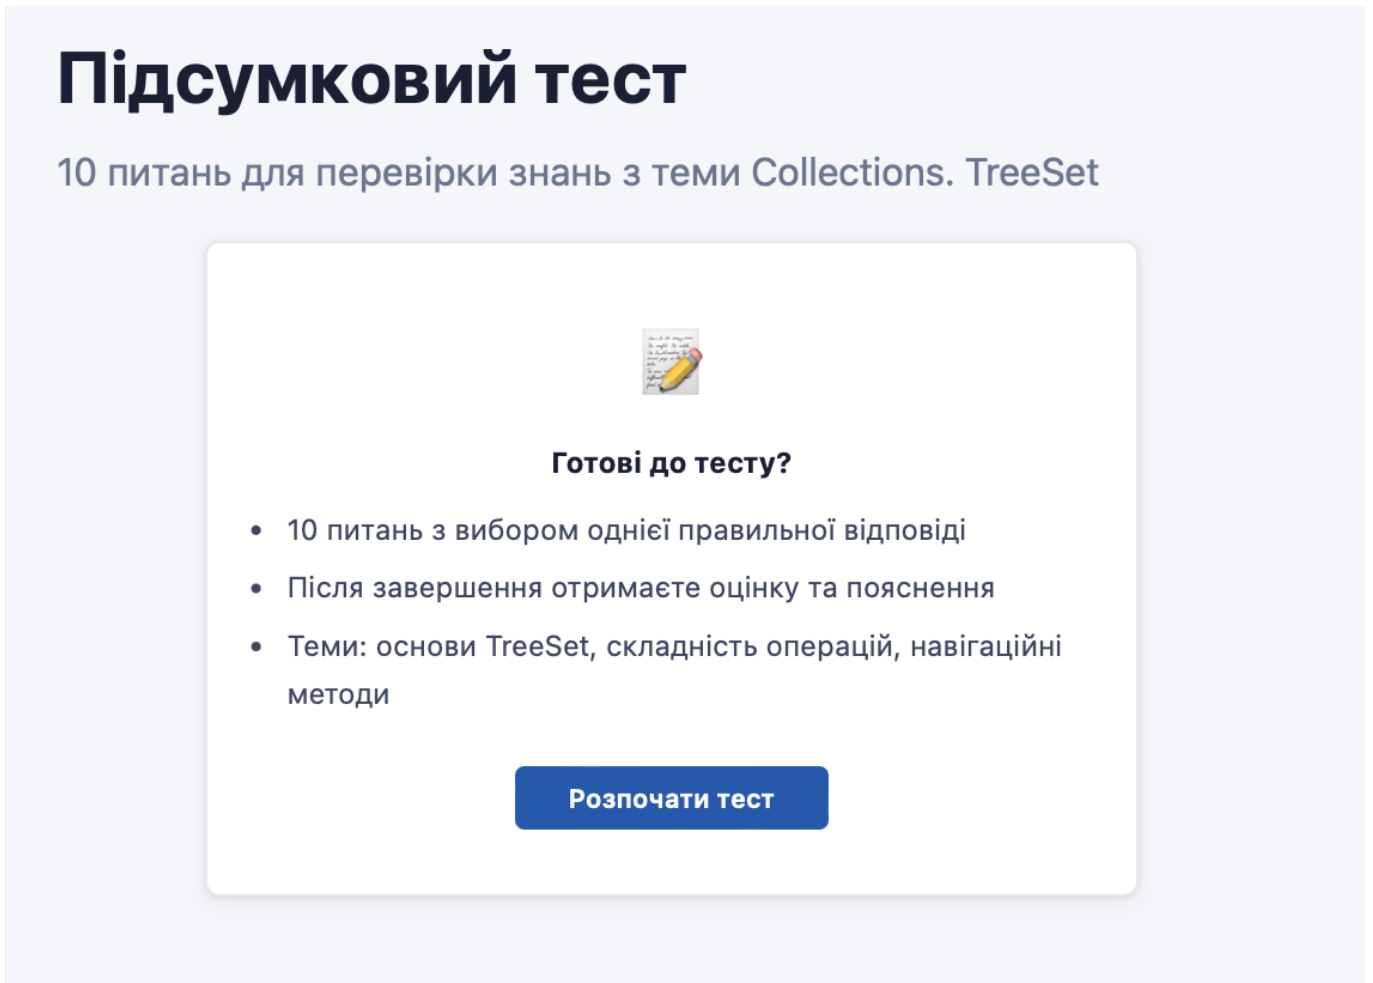 Підсумковий тест
10 питань для перевірки знань з теми Collections. TreeSet
Готові до тесту?
• 10 питань з вибором однієї правильної відповіді
• Після завершення отримаєте оцінку та пояснення
• Теми: основи TreeSet, складність операцій, навігаційні
методи
Розпочати тест